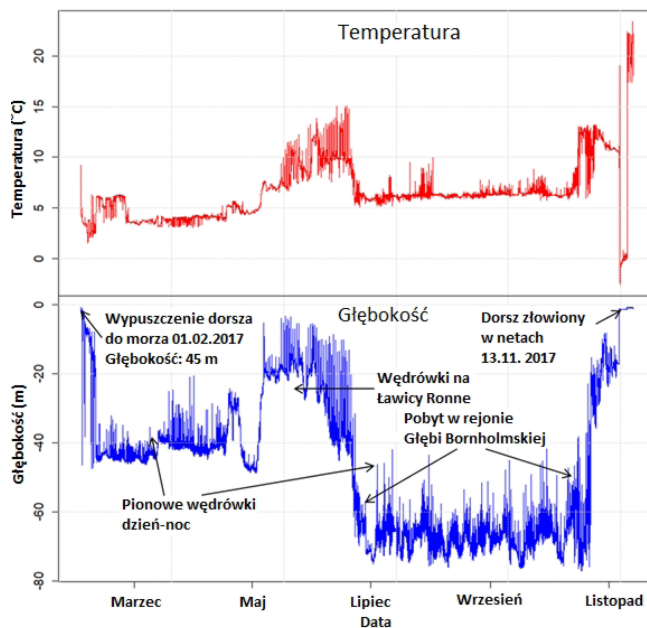 Temperatura
Temperatura (˚C)
20
15
10
5
0
Głębokość
Głębokość (m)
0
-20
-40
-60
-80
Wypuszczenie dorsza
do morza 01.02.2017
Głębokość: 45 m
Dorsz złowiony
w netach
13.11. 2017
Wędrówki na
Ławicy Ronne
Pobyt w rejonie
Głębi Bornholmskiej
Pionowe wędrówki
dzień-noc
Marzec Maj Lipiec Wrzesień Listopad
Data